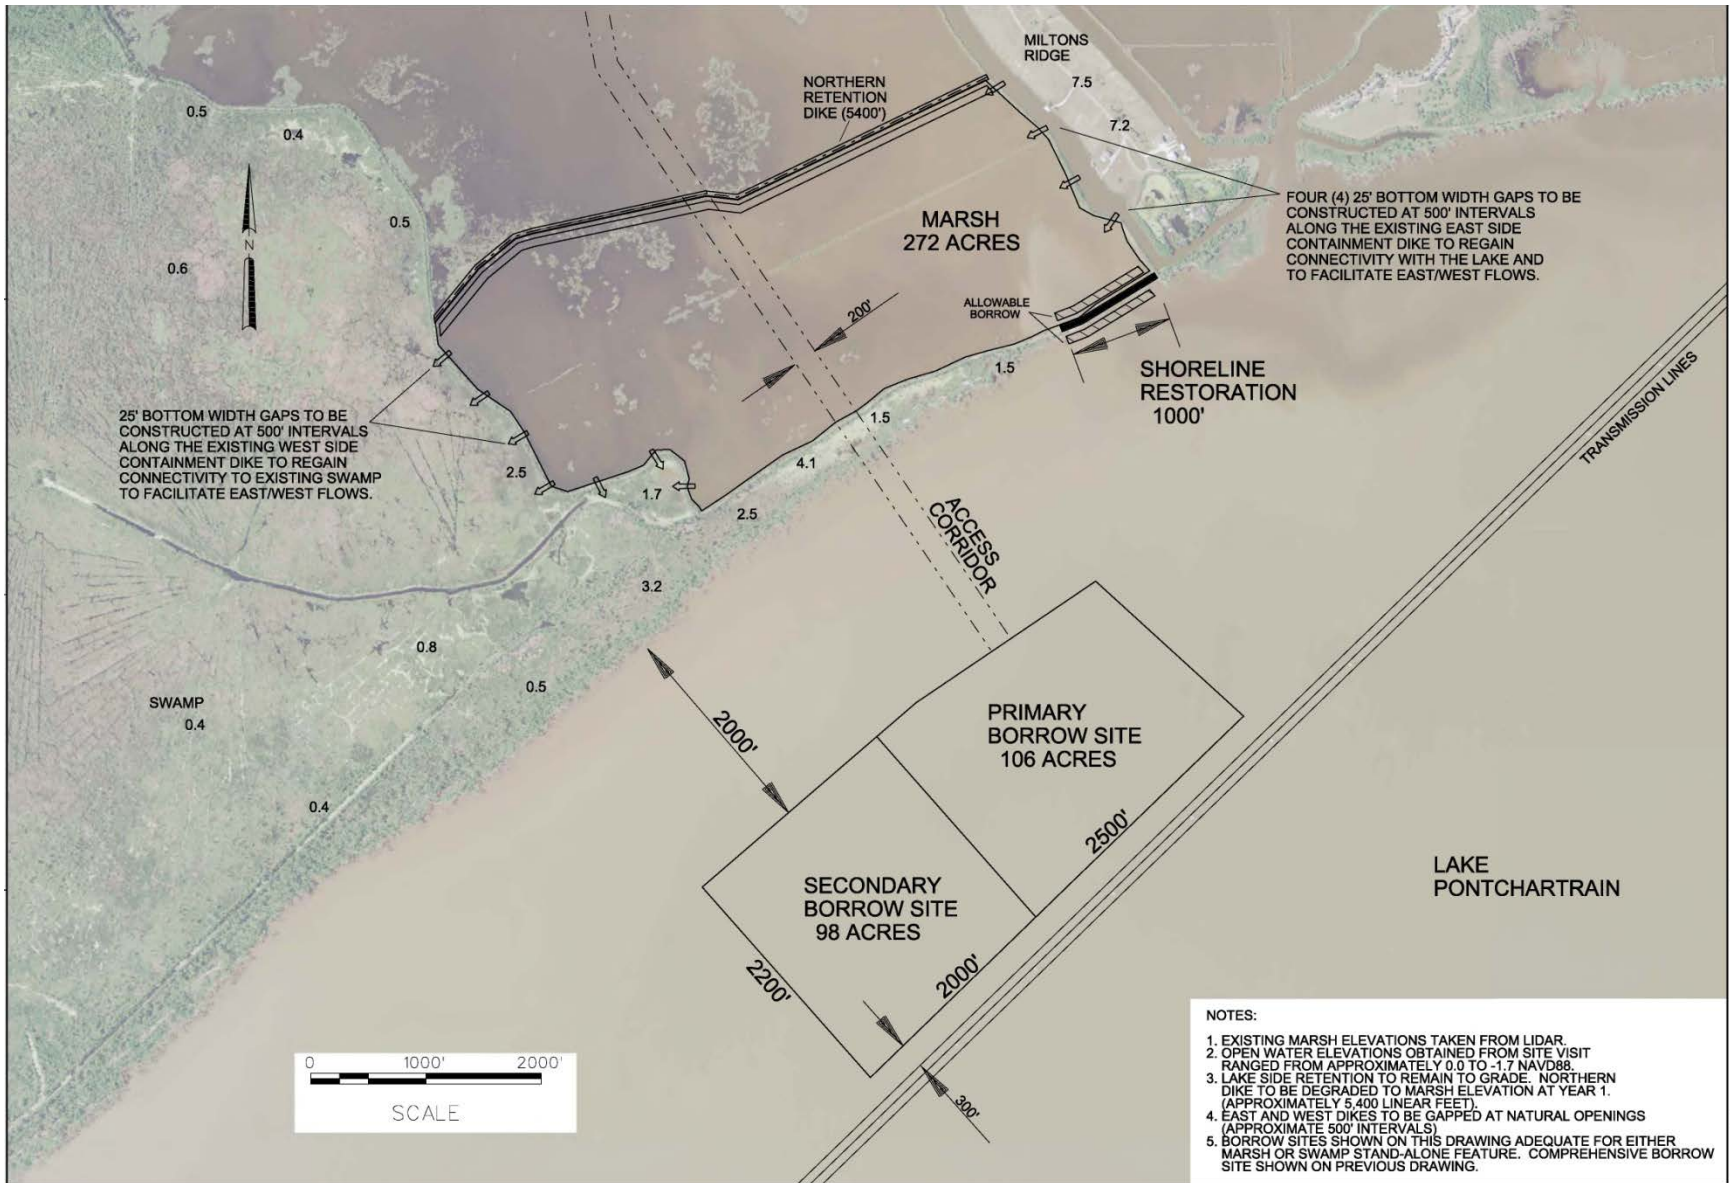 MILTONS
RIDGE
7.5
7.2
NORTHERN
RETENTION
DIKE (5400')
0.5
0.4
0.5
0.6
N
MARSH
272 ACRES
FOUR (4) 25' BOTTOM WIDTH GAPS TO BE
CONSTRUCTED AT 500' INTERVALS
ALONG THE EXISTING EAST SIDE
CONTAINMENT DIKE TO REGAIN
CONNECTIVITY WITH THE LAKE AND
TO FACILITATE EAST/WEST FLOWS.
ALLOWABLE
BORROW
200'
SHORELINE
RESTORATION
1000'
1.5
TRANSMISSION LINES
25' BOTTOM WIDTH GAPS TO BE
CONSTRUCTED AT 500' INTERVALS
ALONG THE EXISTING WEST SIDE
CONTAINMENT DIKE TO REGAIN
CONNECTIVITY TO EXISTING SWAMP
TO FACILITATE EAST/WEST FLOWS.
1.5
4.1
2.5
1.7
2.5
ACCESS
CORRIDOR
3.2
0.8
0.5
SWAMP
0.4
0.4
2000'
PRIMARY
BORROW SITE
106 ACRES
2500'
SECONDARY
BORROW SITE
98 ACRES
2200'
2000'
300'
LAKE
PONTCHARTRAIN
0 1000' 2000'
SCALE
NOTES:
1. EXISTING MARSH ELEVATIONS TAKEN FROM LIDAR.
2. OPEN WATER ELEVATIONS OBTAINED FROM SITE VISIT
RANGED FROM APPROXIMATELY 0.0 TO -1.7 NAVD88.
3. LAKE SIDE RETENTION TO REMAIN TO GRADE. NORTHERN
DIKE TO BE DEGRADED TO MARSH ELEVATION AT YEAR 1.
(APPROXIMATELY 5,400 LINEAR FEET).
4. EAST AND WEST DIKES TO BE GAPPED AT NATURAL OPENINGS
(APPROXIMATE 500' INTERVALS)
5. BORROW SITES SHOWN ON THIS DRAWING ADEQUATE FOR EITHER
MARSH OR SWAMP STAND-ALONE FEATURE. COMPREHENSIVE BORROW
SITE SHOWN ON PREVIOUS DRAWING.